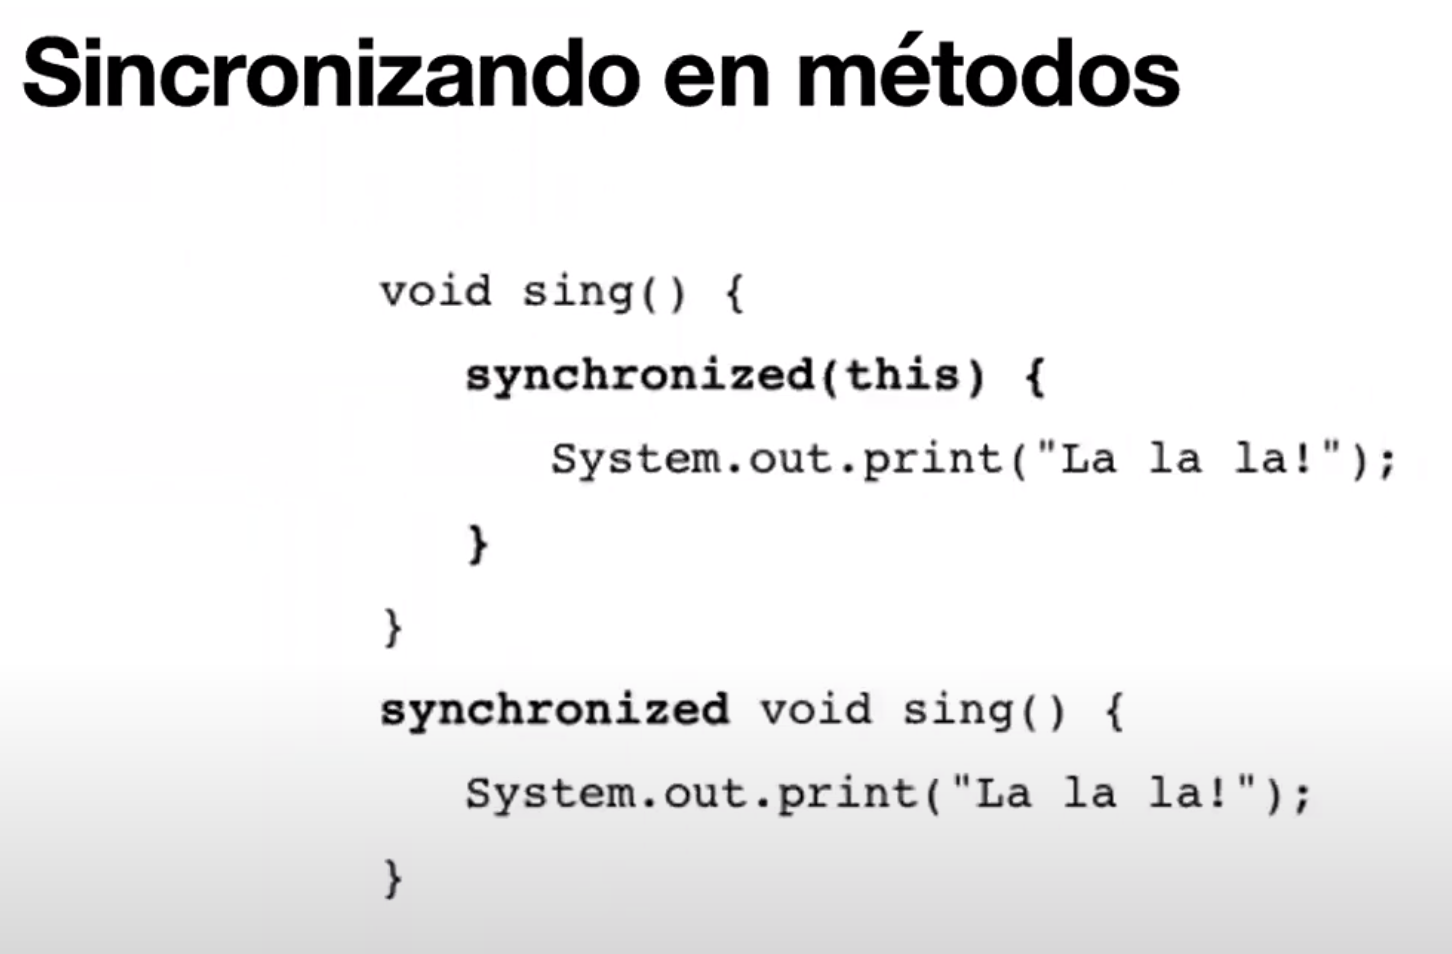 Sincronizando en métodos
void sing() {
synchronized(this) {
System.out.print("La la la!");
}
}
synchronized void sing() {
System.out.print("La la la!");
}